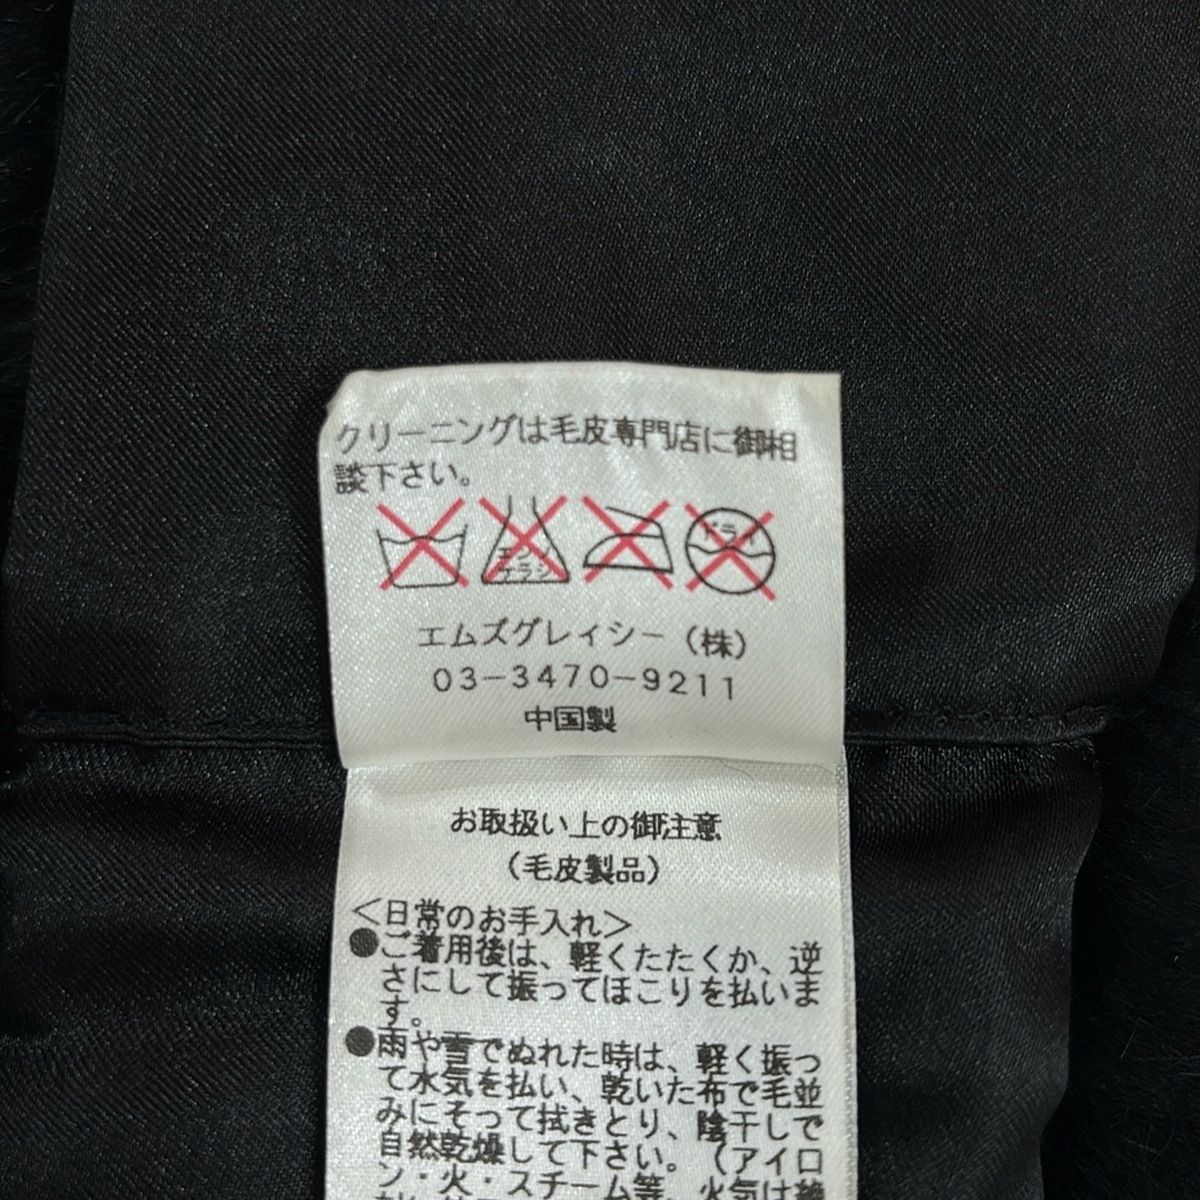 クリーニングは毛皮専門店に御相
談下さい。
エンソ
サラシ
ドライ
エムズグレイシー(株)
03-3470-9211
中国製
お取扱い上の御注意
(毛皮製品)
<日常のお手入れ>
●ご着用後は、軽くたたくか、逆
さにして振ってほこりを払いま
す。
●雨や雪でぬれた時は、軽く振っ
て水気を払い、乾いた布で毛並
みにそって拭きとり、陰干しで
自然乾燥して下さい。(アイロ
ン・火・スチーム等、火気は絶